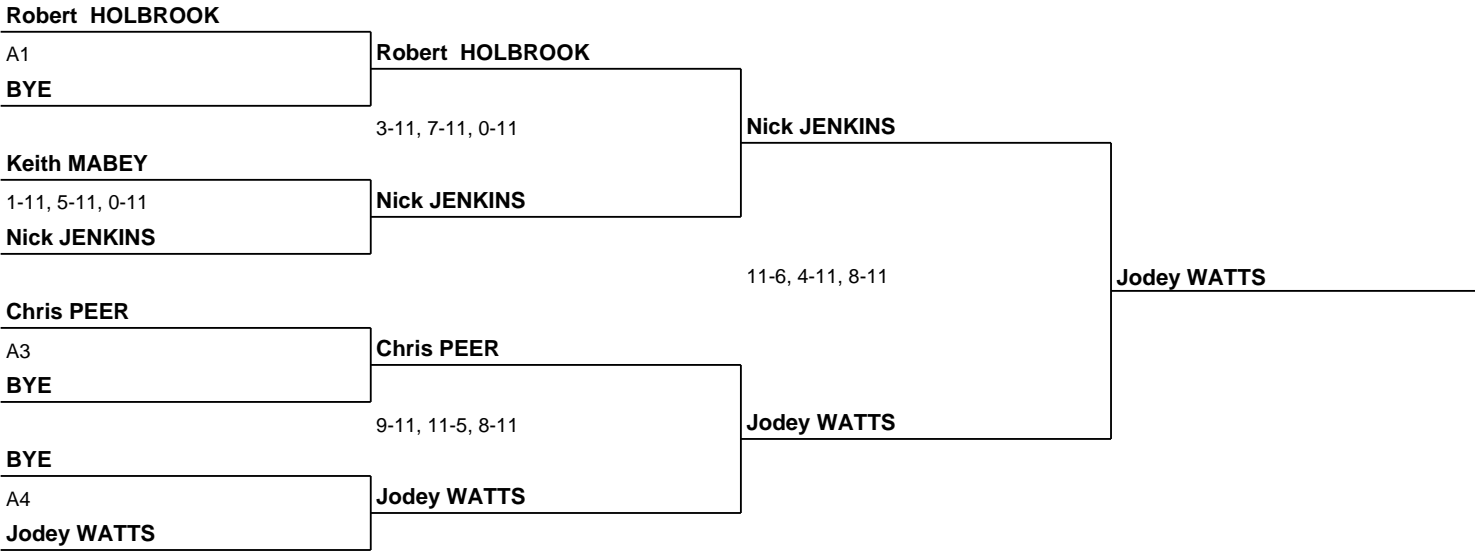 Robert  HOLBROOK
A1
Robert  HOLBROOK
BYE
3-11, 7-11, 0-11
Nick JENKINS
Keith MABEY
1-11, 5-11, 0-11
Nick JENKINS
Nick JENKINS
11-6, 4-11, 8-11
Jodey WATTS
Chris PEER
A3
Chris PEER
BYE
9-11, 11-5, 8-11
Jodey WATTS
BYE
A4
Jodey WATTS
Jodey WATTS